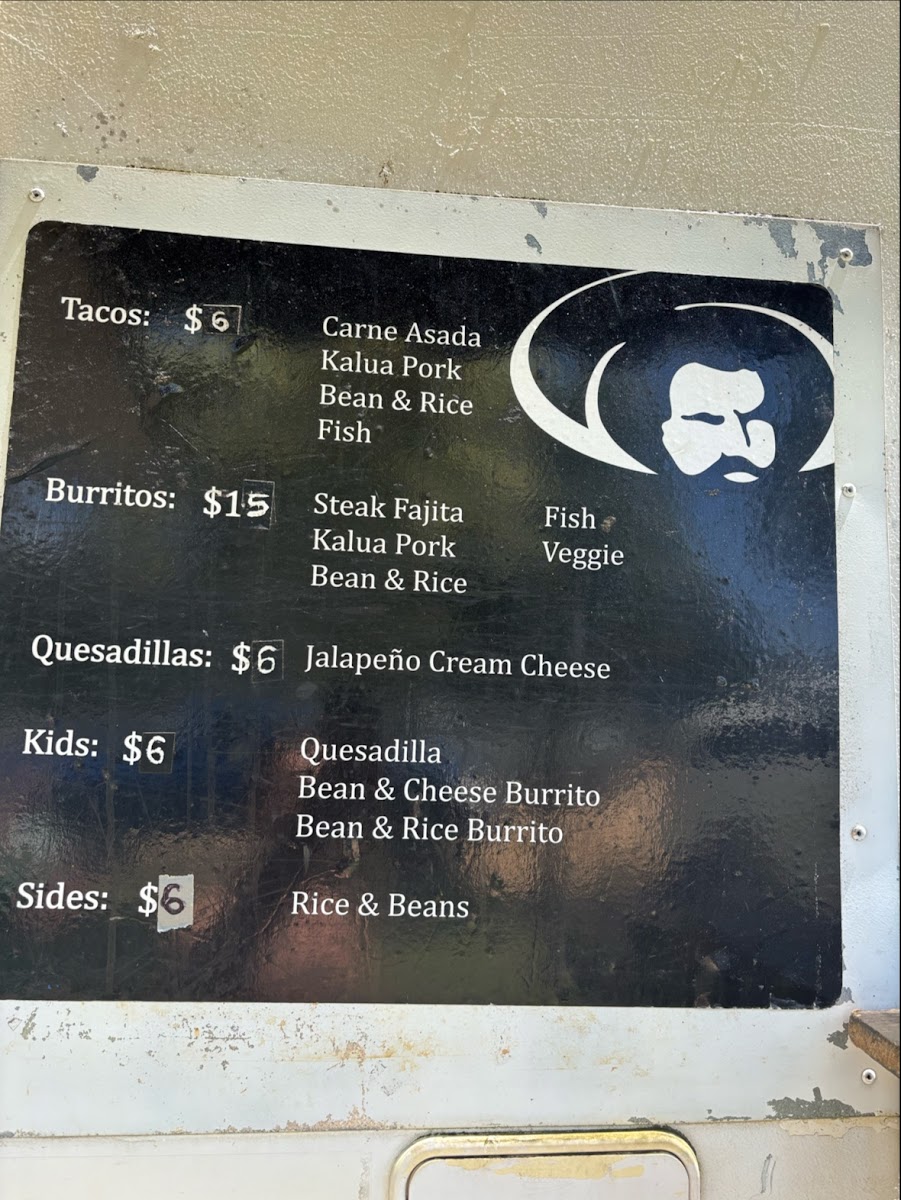 Tacos: $6 Carne Asada
Kalua Pork
Bean & Rice
Fish
Burritos: $15 Steak Fajita Fish
Kalua Pork Veggie
Bean & Rice
Quesadillas: $6 Jalapeño Cream Cheese
Kids: $6 Quesadilla
Bean & Cheese Burrito
Bean & Rice Burrito
Sides: $6 Rice & Beans